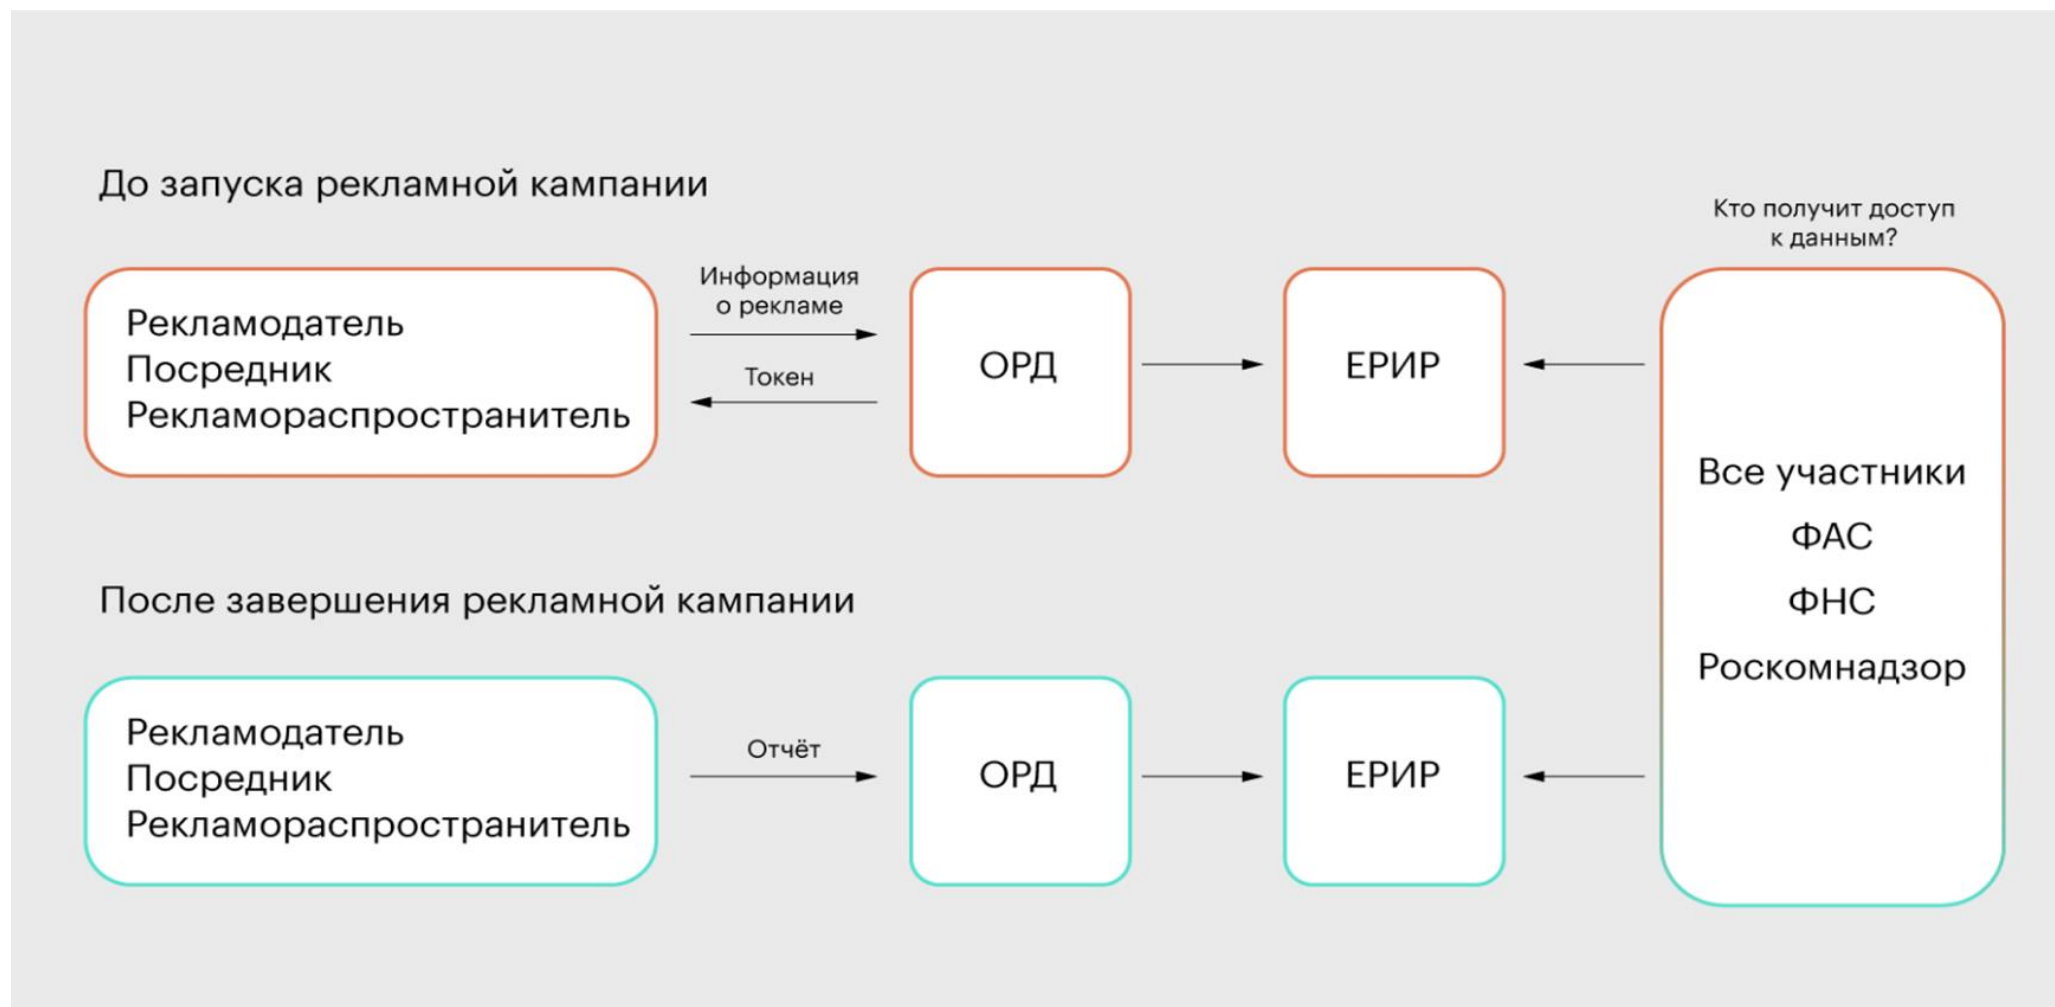 До запуска рекламной кампании
Кто получит доступ
к данным?
Рекламодатель
Посредник
Рекламораспространитель
Информация
о рекламе
Токен
ОРД
ЕРИР
Все участники
ФАС
ФНС
Роскомнадзор
После завершения рекламной кампании
Рекламодатель
Посредник
Рекламораспространитель
Отчёт
ОРД
ЕРИР